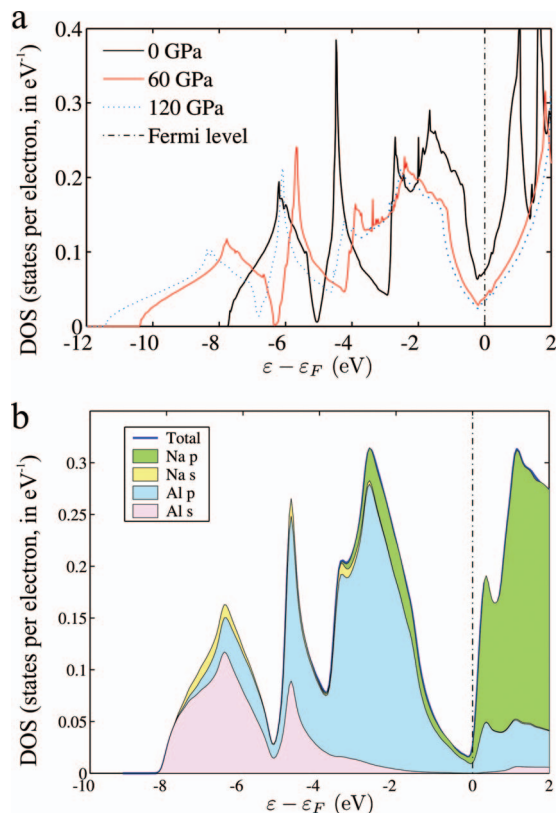 a
0.4
0.3
0.2
0.1
0
DOS (states per electron, in eV⁻¹)
0 GPa
60 GPa
120 GPa
Fermi level
-12 -10 -8 -6 -4 -2 0 2
ε − ε_F (eV)
b
0.3
0.25
0.2
0.15
0.1
0.05
0
DOS (states per electron, in eV⁻¹)
Total
Na p
Na s
Al p
Al s
-10 -8 -6 -4 -2 0 2
ε − ε_F (eV)